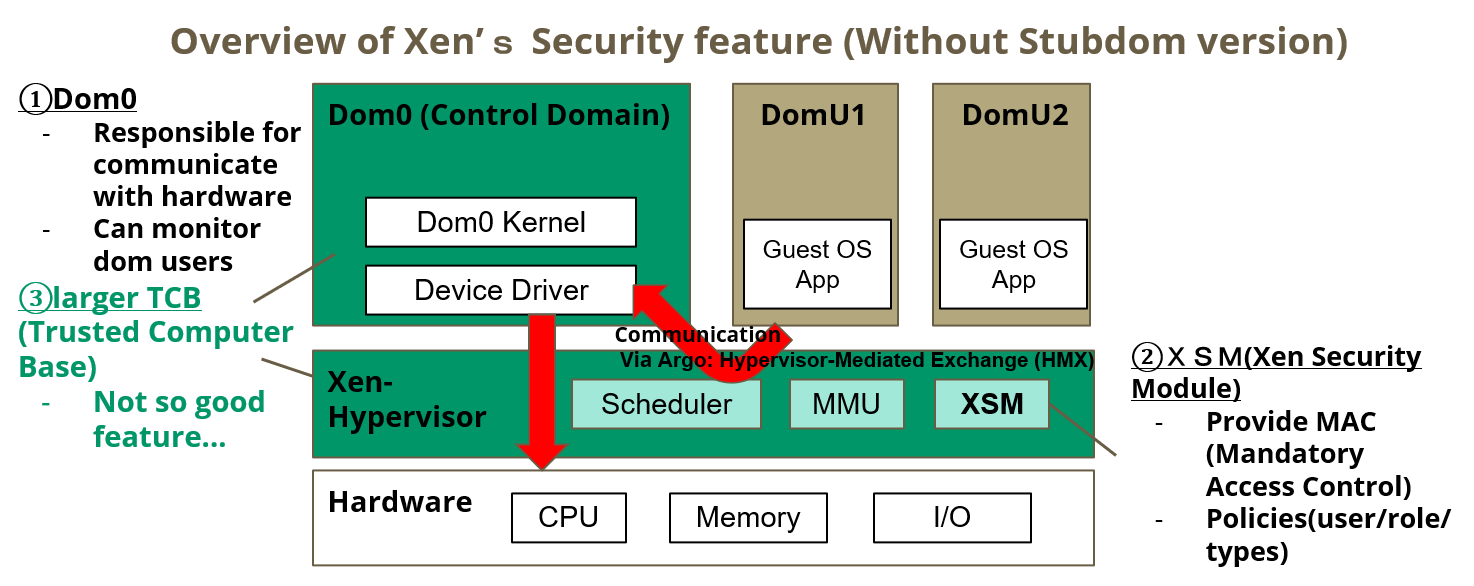 Overview of Xen’ｓ Security feature (Without Stubdom version)
①Dom0
- Responsible for
communicate
with hardware
- Can monitor
dom users
③larger TCB
(Trusted Computer
Base)
- Not so good
feature…
Dom0 (Control Domain)
Dom0 Kernel
Device Driver
DomU1
Guest OS
App
DomU2
Guest OS
App
Communication
Via Argo: Hypervisor-Mediated Exchange (HMX)
Xen-
Hypervisor
Scheduler
MMU
XSM
Hardware
CPU
Memory
I/O
②ＸＳＭ(Xen Security
Module)
- Provide MAC
(Mandatory
Access Control)
- Policies(user/role/
types)